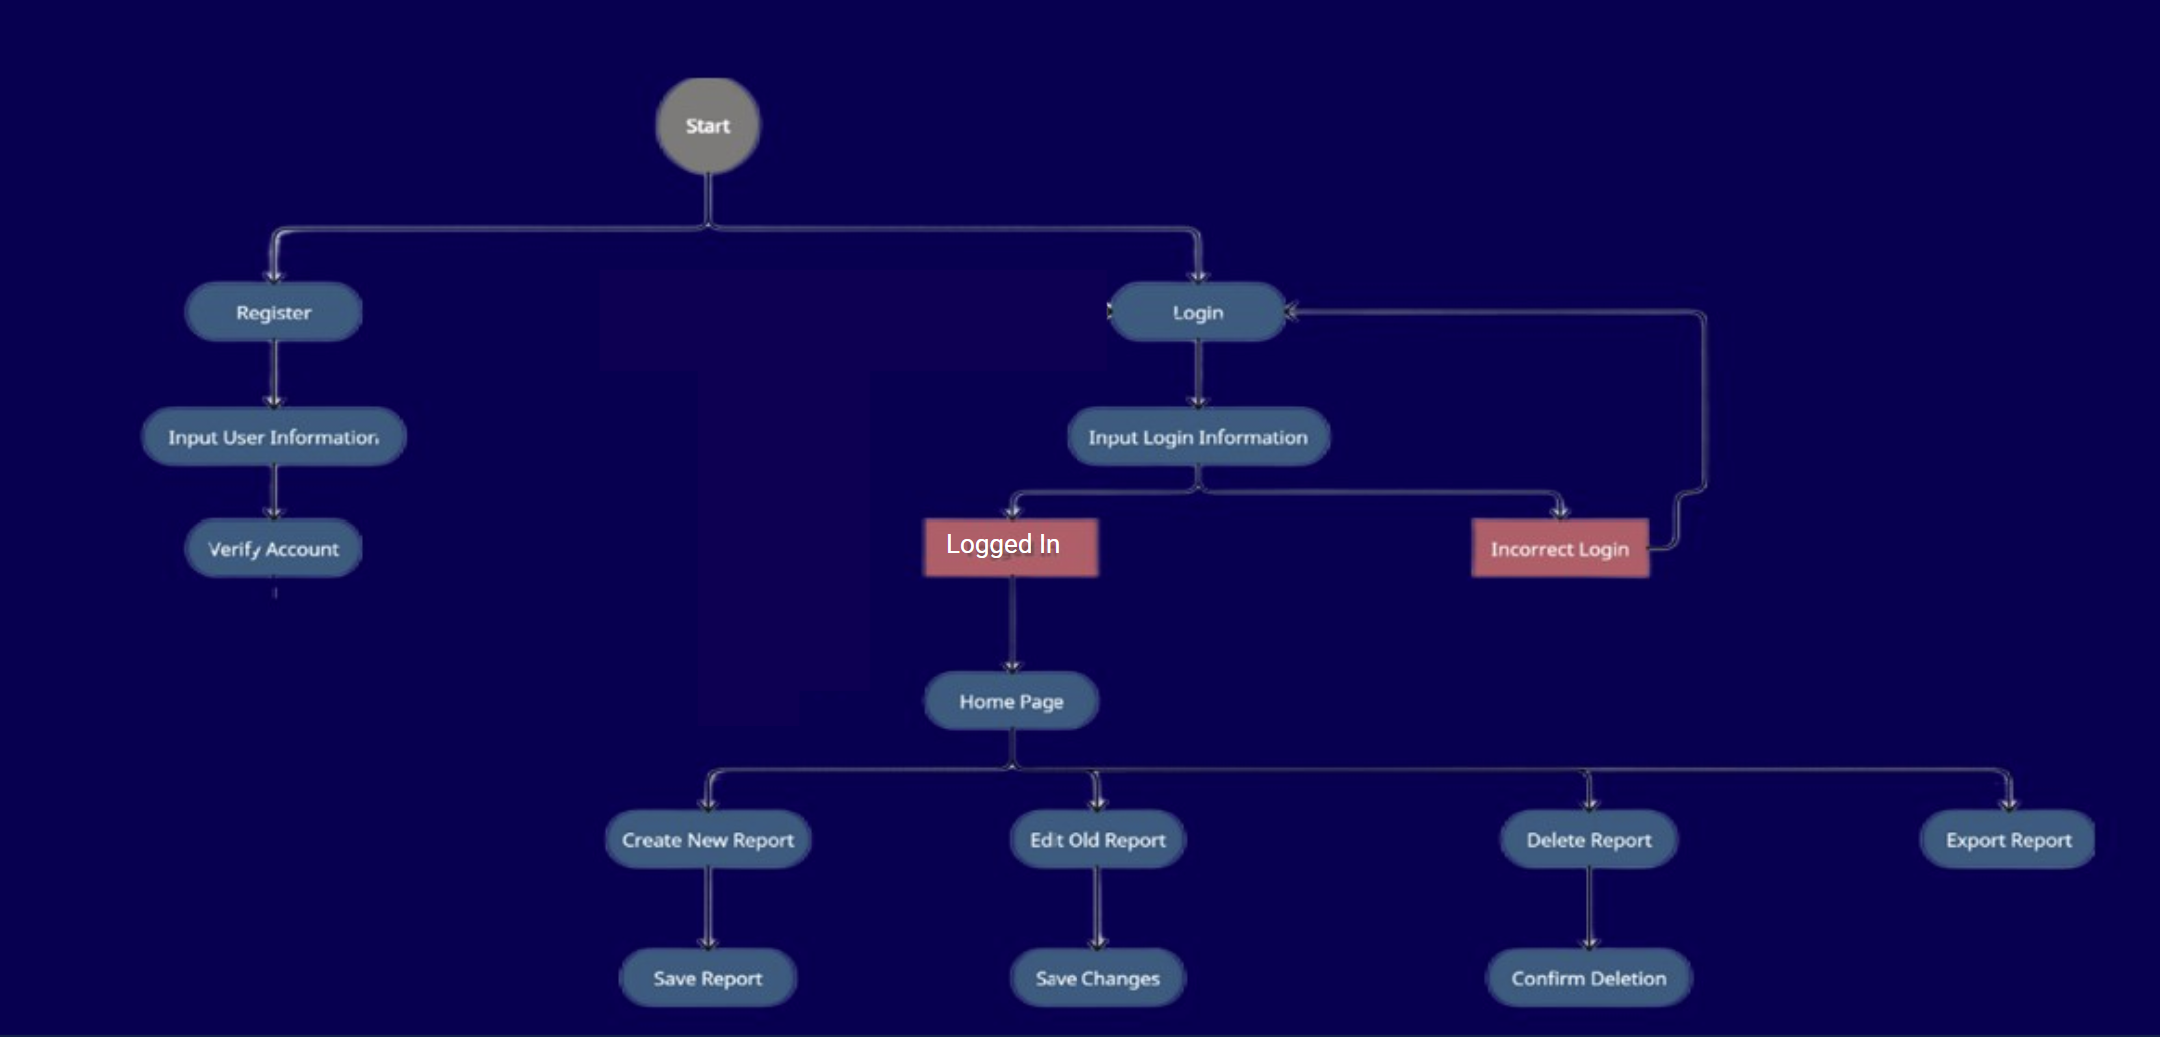 Start
Register
Login
Input User Information
Input Login Information
Verify Account
Logged In
Incorrect Login
Home Page
Create New Report
Edit Old Report
Delete Report
Export Report
Save Report
Save Changes
Confirm Deletion